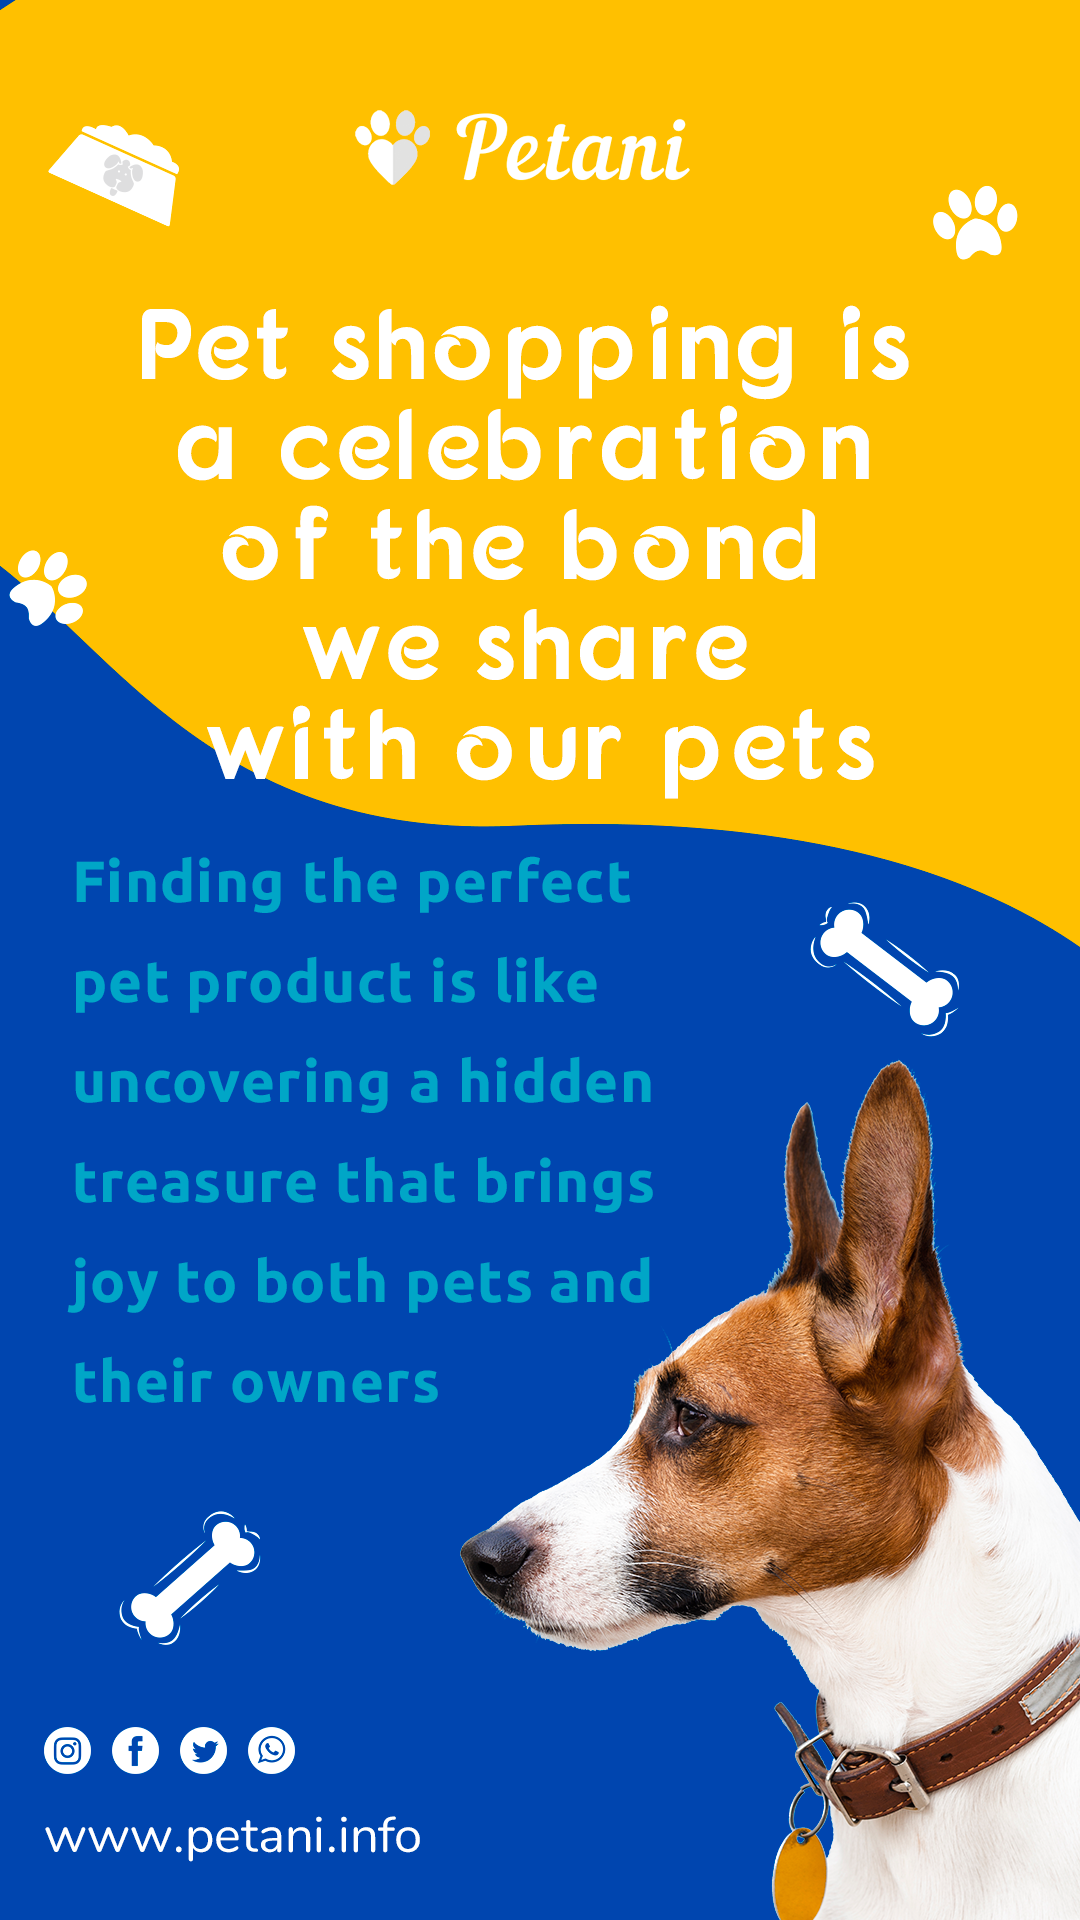 Petani
Pet shopping is
a celebration
of the bond
we share
with our pets
Finding the perfect
pet product is like
uncovering a hidden
treasure that brings
joy to both pets and
their owners
www.petani.info